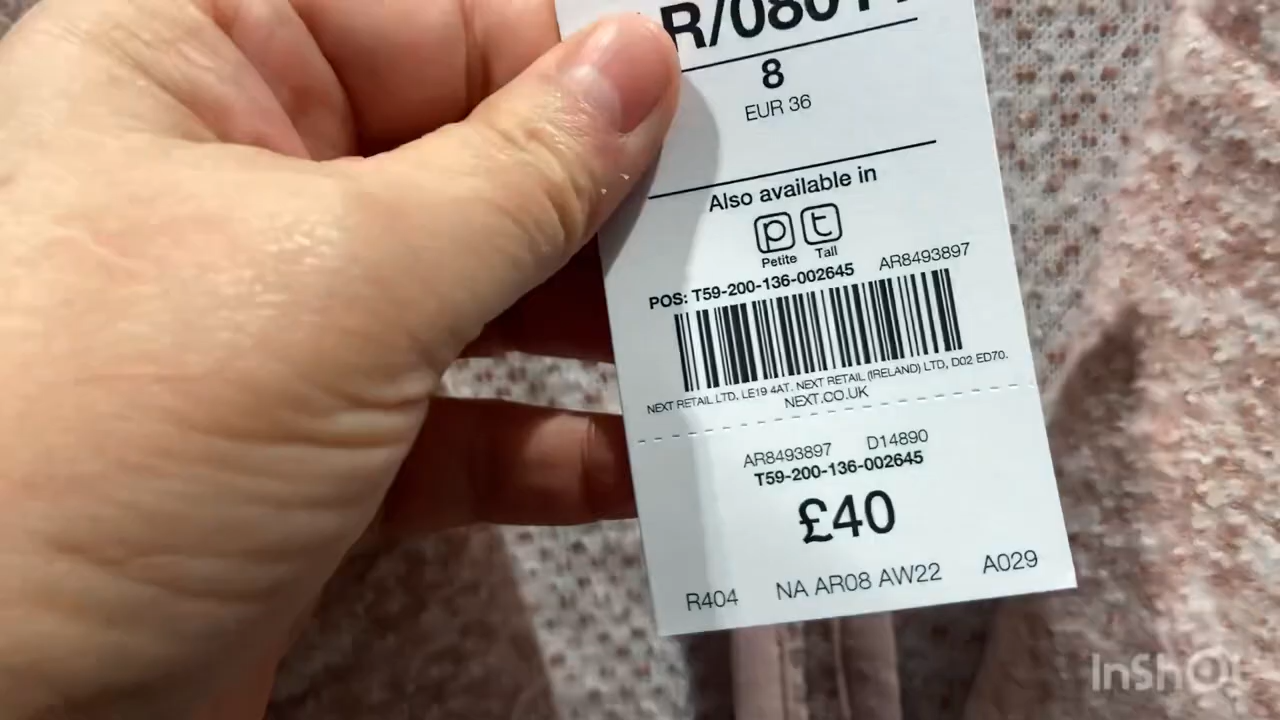 8
EUR 36
Also available in
p t
Petite Tall
POS: T59-200-136-002645 AR8493897
NEXT RETAIL LTD, LE19 4AT. NEXT RETAIL (IRELAND) LTD, D02 ED70.
NEXT.CO.UK
AR8493897 D14890
T59-200-136-002645
£40
R404 NA AR08 AW22 A029
InShOt